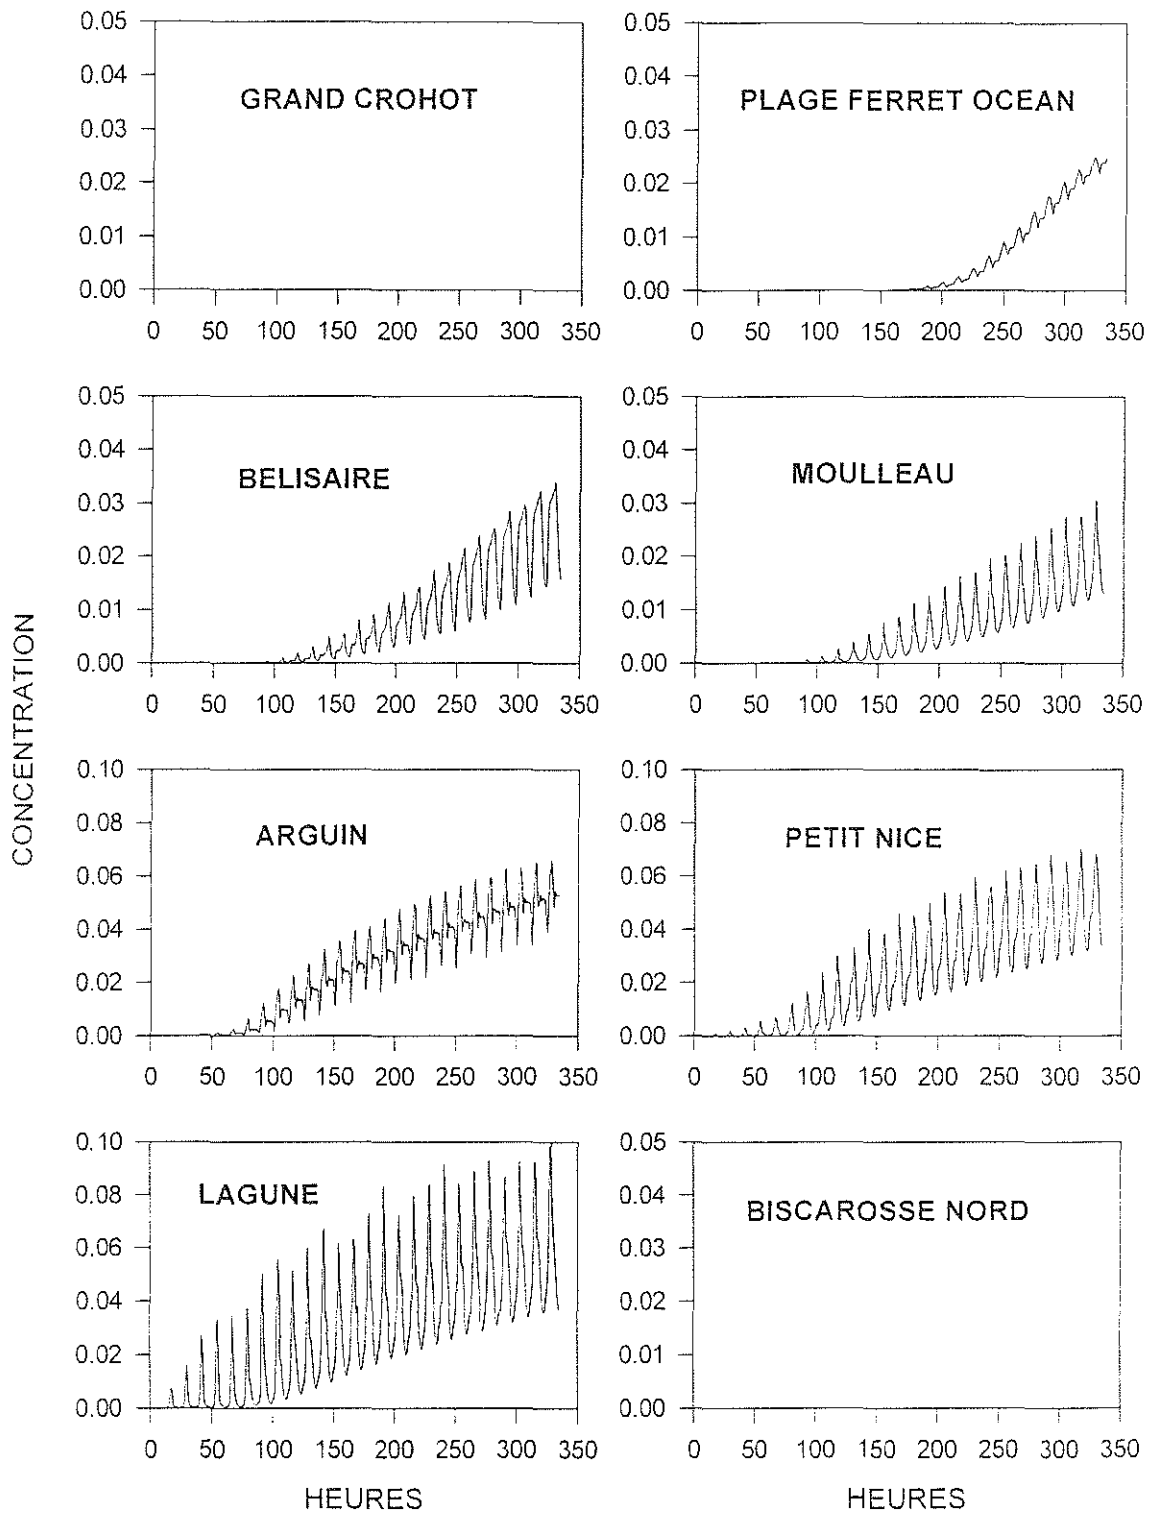 CONCENTRATION
GRAND CROHOT
0.05
0.04
0.03
0.02
0.01
0.00
0 50 100 150 200 250 300 350
PLAGE FERRET OCEAN
0.05
0.04
0.03
0.02
0.01
0.00
0 50 100 150 200 250 300 350
BELISAIRE
0.05
0.04
0.03
0.02
0.01
0.00
0 50 100 150 200 250 300 350
MOULLEAU
0.05
0.04
0.03
0.02
0.01
0.00
0 50 100 150 200 250 300 350
ARGUIN
0.10
0.08
0.06
0.04
0.02
0.00
0 50 100 150 200 250 300 350
PETIT NICE
0.10
0.08
0.06
0.04
0.02
0.00
0 50 100 150 200 250 300 350
LAGUNE
0.10
0.08
0.06
0.04
0.02
0.00
0 50 100 150 200 250 300 350
HEURES
BISCAROSSE NORD
0.05
0.04
0.03
0.02
0.01
0.00
0 50 100 150 200 250 300 350
HEURES